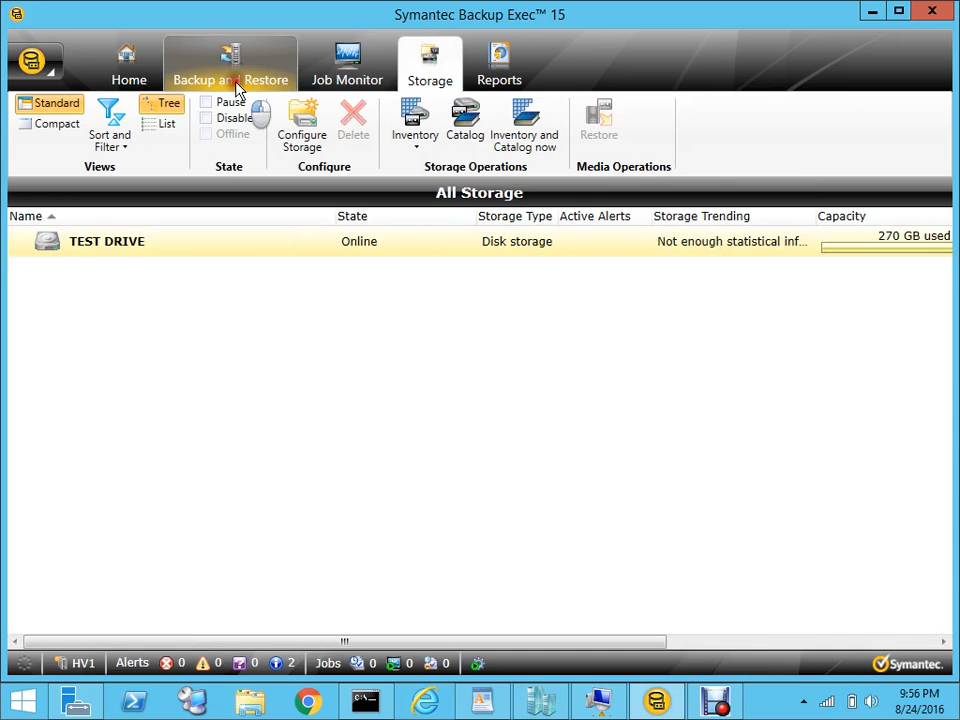 Symantec Backup Exec™ 15
Home
Backup and Restore
Job Monitor
Storage
Reports
Standard
Compact
Sort and
Filter
Tree
List
Views
Pause
Disable
Offline
State
Configure
Storage
Delete
Configure
Inventory
Catalog
Inventory and
Catalog now
Storage Operations
Restore
Media Operations
All Storage
Name
State
Storage Type
Active Alerts
Storage Trending
Capacity
TEST DRIVE
Online
Disk storage
Not enough statistical inf...
270 GB used
HV1
Alerts
0
0
0
2
Jobs
0
0
0
Symantec.
9:56 PM
8/24/2016